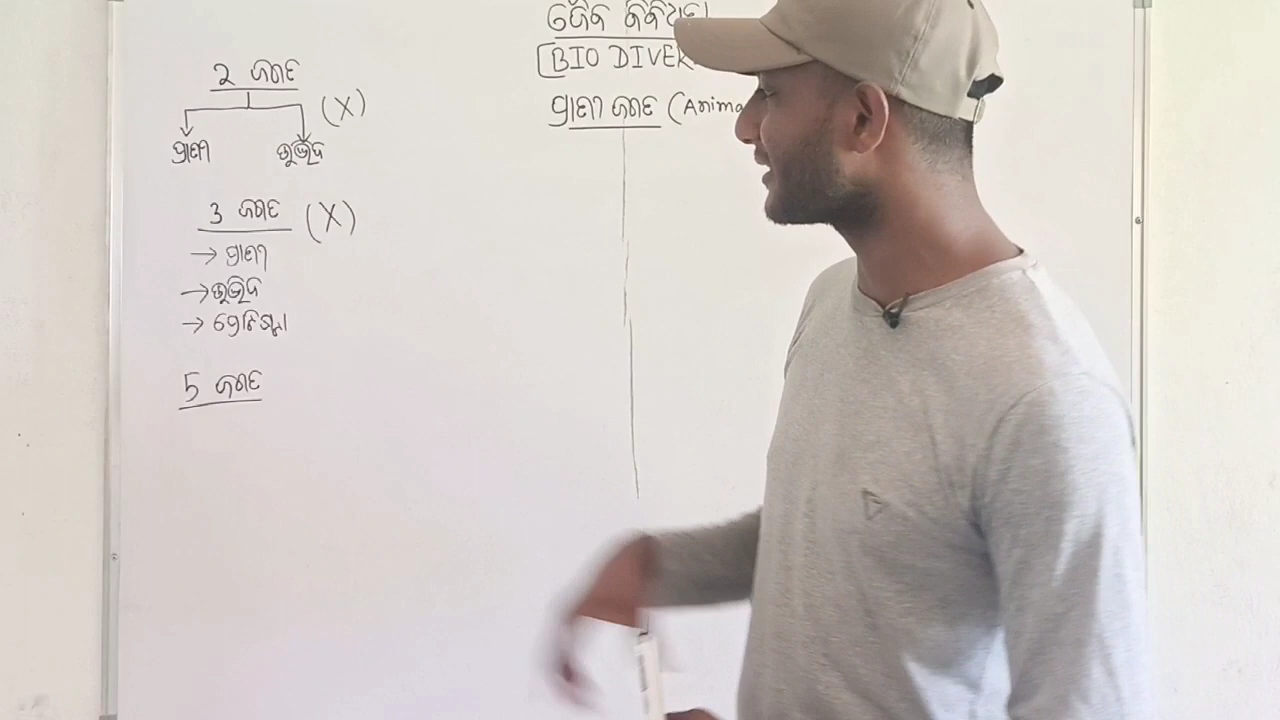 ଜୈବ ବିବିଧତା
[BIO DIVER
ପ୍ରାଣୀ ଜଗତ (Anima
2 ଜଗତ
(X)
ପ୍ରାଣୀ ଉଦ୍ଭିଦ
3 ଜଗତ (X)
→ ପ୍ରାଣୀ
→ ଉଦ୍ଭିଦ
→ ପ୍ରୋଟିଷ୍ଟା
5 ଜଗତ